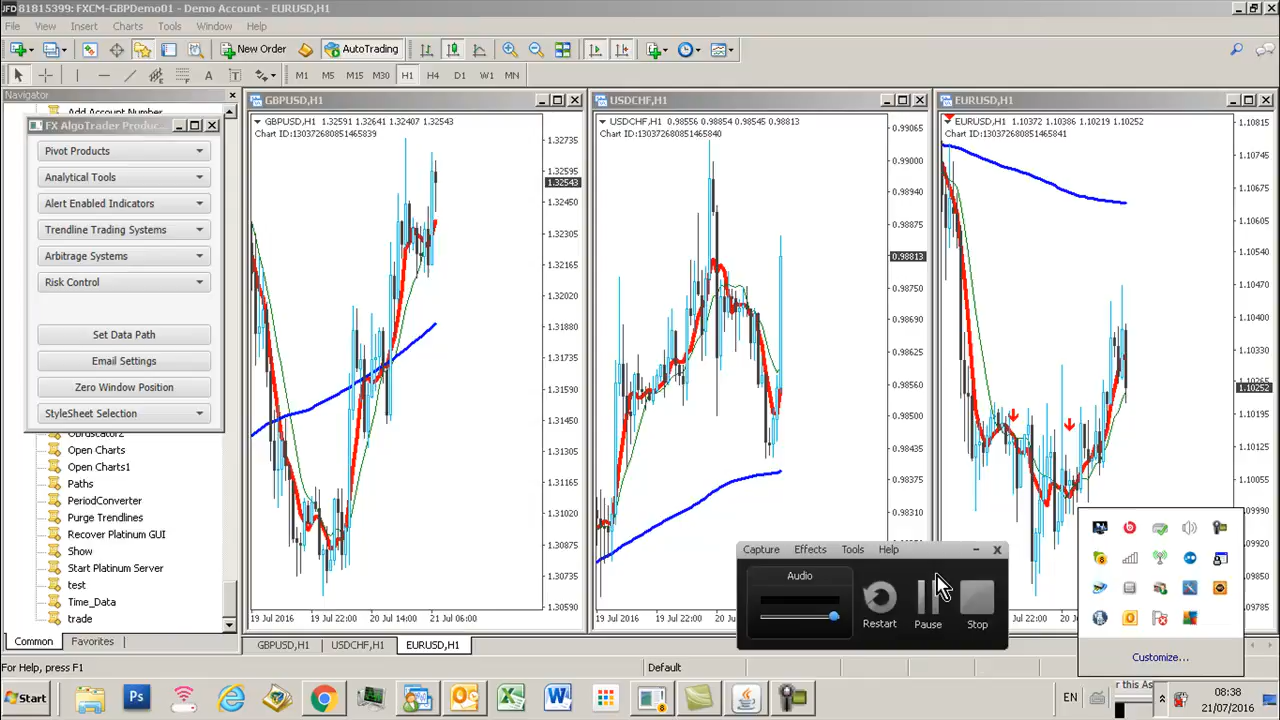 81815399: FXCM-GBPDemo01 - Demo Account - EURUSD,H1
File View Insert Charts Tools Window Help
New Order AutoTrading
A T M1 M5 M15 M30 H1 H4 D1 W1 MN
Navigator
Add Account Number
FX AlgoTrader Produc...
Pivot Products
Analytical Tools
Alert Enabled Indicators
Trendline Trading Systems
Arbitrage Systems
Risk Control
Set Data Path
Email Settings
Zero Window Position
StyleSheet Selection
Obfuscator2
Open Charts
Open Charts1
Paths
PeriodConverter
Purge Trendlines
Recover Platinum GUI
Show
Start Platinum Server
test
Time_Data
trade
Common Favorites
GBPUSD,H1
GBPUSD,H1 1.32591 1.32641 1.32407 1.32543
Chart ID:130372680851465839
1.32735
1.32595
1.32543
1.32450
1.32305
1.32165
1.32020
1.31880
1.31735
1.31590
1.31450
1.31305
1.31165
1.31020
1.30875
1.30735
1.30590
19 Jul 2016 19 Jul 22:00 20 Jul 14:00 21 Jul 06:00
USDCHF,H1
USDCHF,H1 0.98556 0.98854 0.98545 0.98813
Chart ID:130372680851465840
0.99065
0.99000
0.98940
0.98875
0.98813
0.98750
0.98690
0.98625
0.98560
0.98500
0.98435
0.98375
0.98310
19 Jul 2016 19 Jul 22:00
EURUSD,H1
EURUSD,H1 1.10372 1.10386 1.10219 1.10252
Chart ID:130372680851465841
1.10815
1.10745
1.10675
1.10605
1.10540
1.10470
1.10400
1.10330
1.10252
1.10195
1.10125
1.10055
1.09990
1.09785
Capture Effects Tools Help
Audio
Restart Pause Stop
Customize...
GBPUSD,H1 USDCHF,H1 EURUSD,H1
For Help, press F1
Default
Start
EN
r this As
08:38
21/07/2016